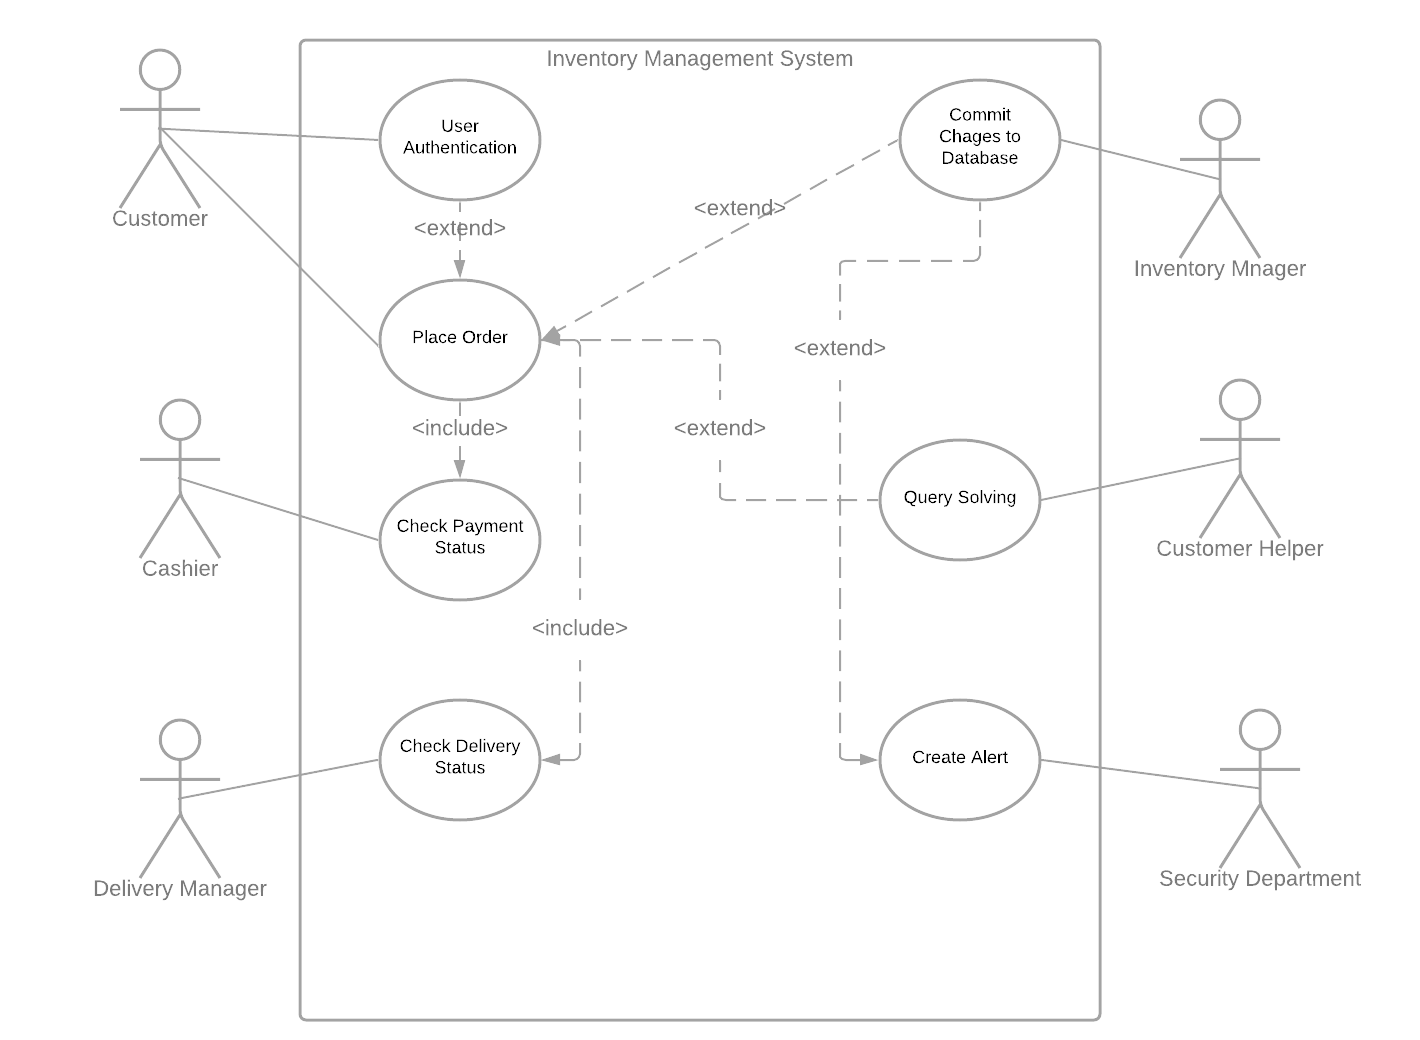 Inventory Management System
User
Authentication
Commit
Chages to
Database
<extend>
<extend>
Customer
Inventory Mnager
Place Order
<extend>
<include>
<extend>
Query Solving
Check Payment
Status
Customer Helper
Cashier
<include>
Check Delivery
Status
Create Alert
Delivery Manager
Security Department